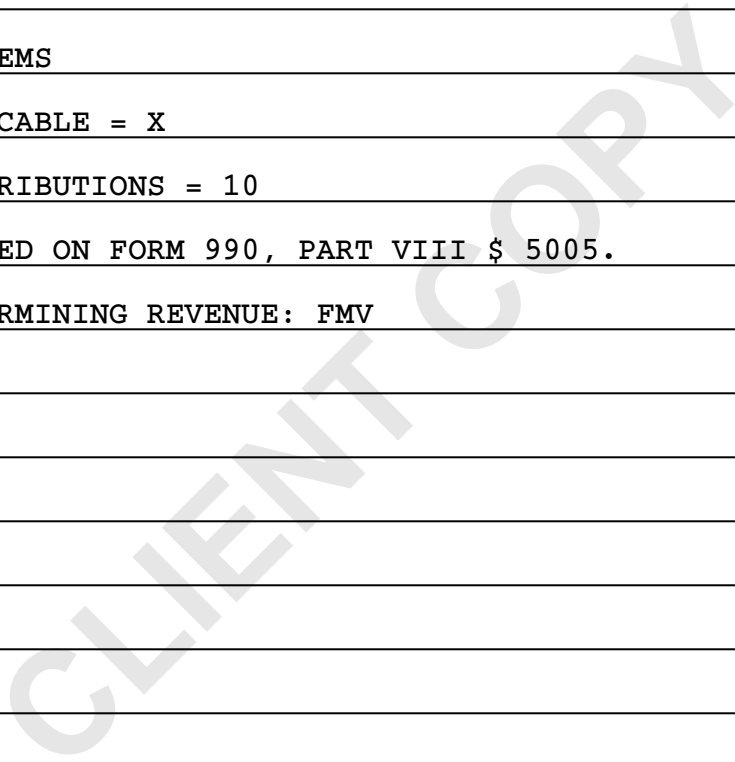 EMS
CABLE = X
RIBUTIONS = 10
ED ON FORM 990, PART VIII $ 5005.
RMINING REVENUE: FMV
CLIENT COPY